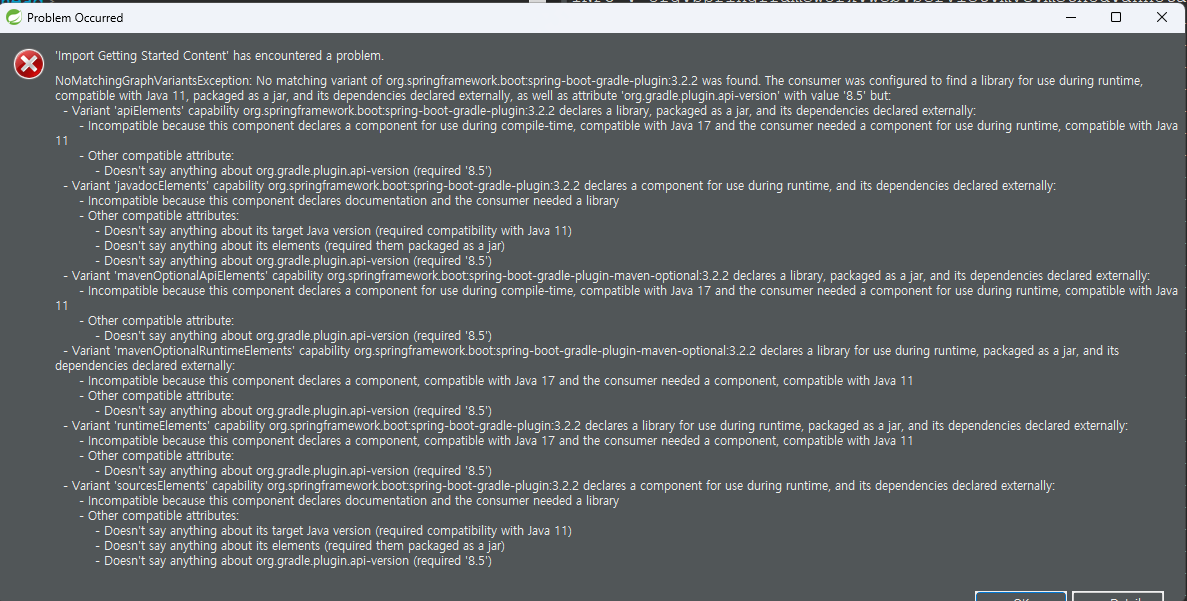 Problem Occurred
'Import Getting Started Content' has encountered a problem.
NoMatchingGraphVariantsException: No matching variant of org.springframework.boot:spring-boot-gradle-plugin:3.2.2 was found. The consumer was configured to find a library for use during runtime,
compatible with Java 11, packaged as a jar, and its dependencies declared externally, as well as attribute 'org.gradle.plugin.api-version' with value '8.5' but:
- Variant 'apiElements' capability org.springframework.boot:spring-boot-gradle-plugin:3.2.2 declares a library, packaged as a jar, and its dependencies declared externally:
- Incompatible because this component declares a component for use during compile-time, compatible with Java 17 and the consumer needed a component for use during runtime, compatible with Java
11
- Other compatible attribute:
- Doesn't say anything about org.gradle.plugin.api-version (required '8.5')
- Variant 'javadocElements' capability org.springframework.boot:spring-boot-gradle-plugin:3.2.2 declares a component for use during runtime, and its dependencies declared externally:
- Incompatible because this component declares documentation and the consumer needed a library
- Other compatible attributes:
- Doesn't say anything about its target Java version (required compatibility with Java 11)
- Doesn't say anything about its elements (required them packaged as a jar)
- Doesn't say anything about org.gradle.plugin.api-version (required '8.5')
- Variant 'mavenOptionalApiElements' capability org.springframework.boot:spring-boot-gradle-plugin-maven-optional:3.2.2 declares a library, packaged as a jar, and its dependencies declared externally:
- Incompatible because this component declares a component for use during compile-time, compatible with Java 17 and the consumer needed a component for use during runtime, compatible with Java
11
- Other compatible attribute:
- Doesn't say anything about org.gradle.plugin.api-version (required '8.5')
- Variant 'mavenOptionalRuntimeElements' capability org.springframework.boot:spring-boot-gradle-plugin-maven-optional:3.2.2 declares a library for use during runtime, packaged as a jar, and its
dependencies declared externally:
- Incompatible because this component declares a component, compatible with Java 17 and the consumer needed a component, compatible with Java 11
- Other compatible attribute:
- Doesn't say anything about org.gradle.plugin.api-version (required '8.5')
- Variant 'runtimeElements' capability org.springframework.boot:spring-boot-gradle-plugin:3.2.2 declares a library for use during runtime, packaged as a jar, and its dependencies declared externally:
- Incompatible because this component declares a component, compatible with Java 17 and the consumer needed a component, compatible with Java 11
- Other compatible attribute:
- Doesn't say anything about org.gradle.plugin.api-version (required '8.5')
- Variant 'sourcesElements' capability org.springframework.boot:spring-boot-gradle-plugin:3.2.2 declares a component for use during runtime, and its dependencies declared externally:
- Incompatible because this component declares documentation and the consumer needed a library
- Other compatible attributes:
- Doesn't say anything about its target Java version (required compatibility with Java 11)
- Doesn't say anything about its elements (required them packaged as a jar)
- Doesn't say anything about org.gradle.plugin.api-version (required '8.5')